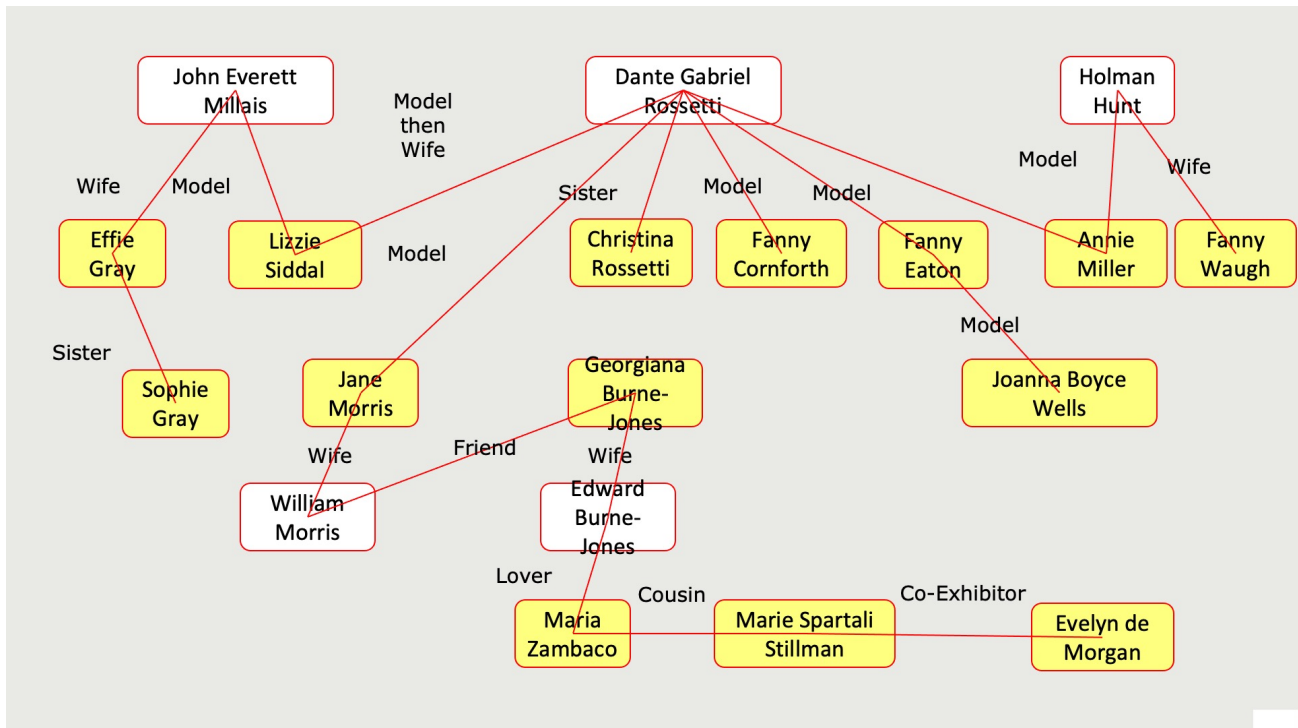 John Everett
Millais
Dante Gabriel
Rossetti
Holman
Hunt
Model
then
Wife
Wife
Model
Sister
Model
Model
Model
Wife
Effie
Gray
Lizzie
Siddal
Model
Christina
Rossetti
Fanny
Cornforth
Fanny
Eaton
Annie
Miller
Fanny
Waugh
Sister
Model
Sophie
Gray
Jane
Morris
Georgiana
Burne-
Jones
Joanna Boyce
Wells
Wife
Friend
Wife
William
Morris
Edward
Burne-
Jones
Lover
Cousin
Co-Exhibitor
Maria
Zambaco
Marie Spartali
Stillman
Evelyn de
Morgan